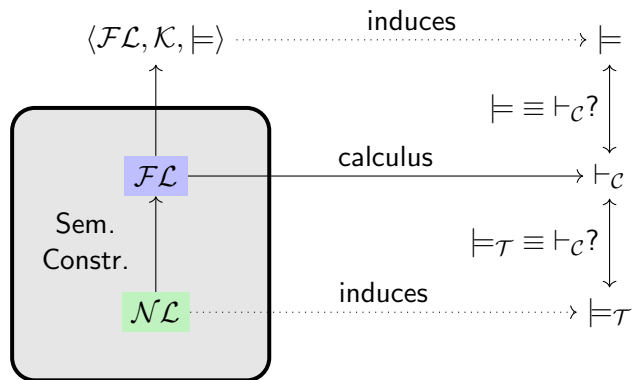 ⟨ℱℒ, 𝒦, ⊨⟩ induces ⊨
⊨ ≡ ⊢𝒞?
ℱℒ calculus ⊢𝒞
Sem.
Constr.
⊨𝒯 ≡ ⊢𝒞?
𝒩ℒ induces ⊨𝒯